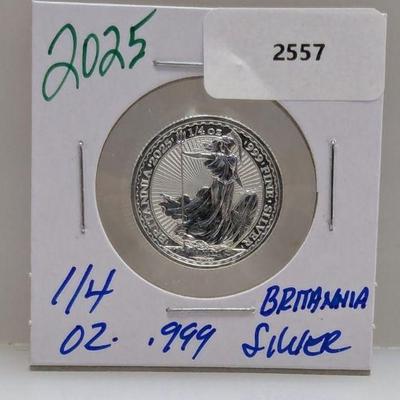 2025
2557
BRITANNIA · 2025 · 1/4 OZ · 999 FINE SILVER
1/4 BRITANNIA
OZ. .999 SILVER